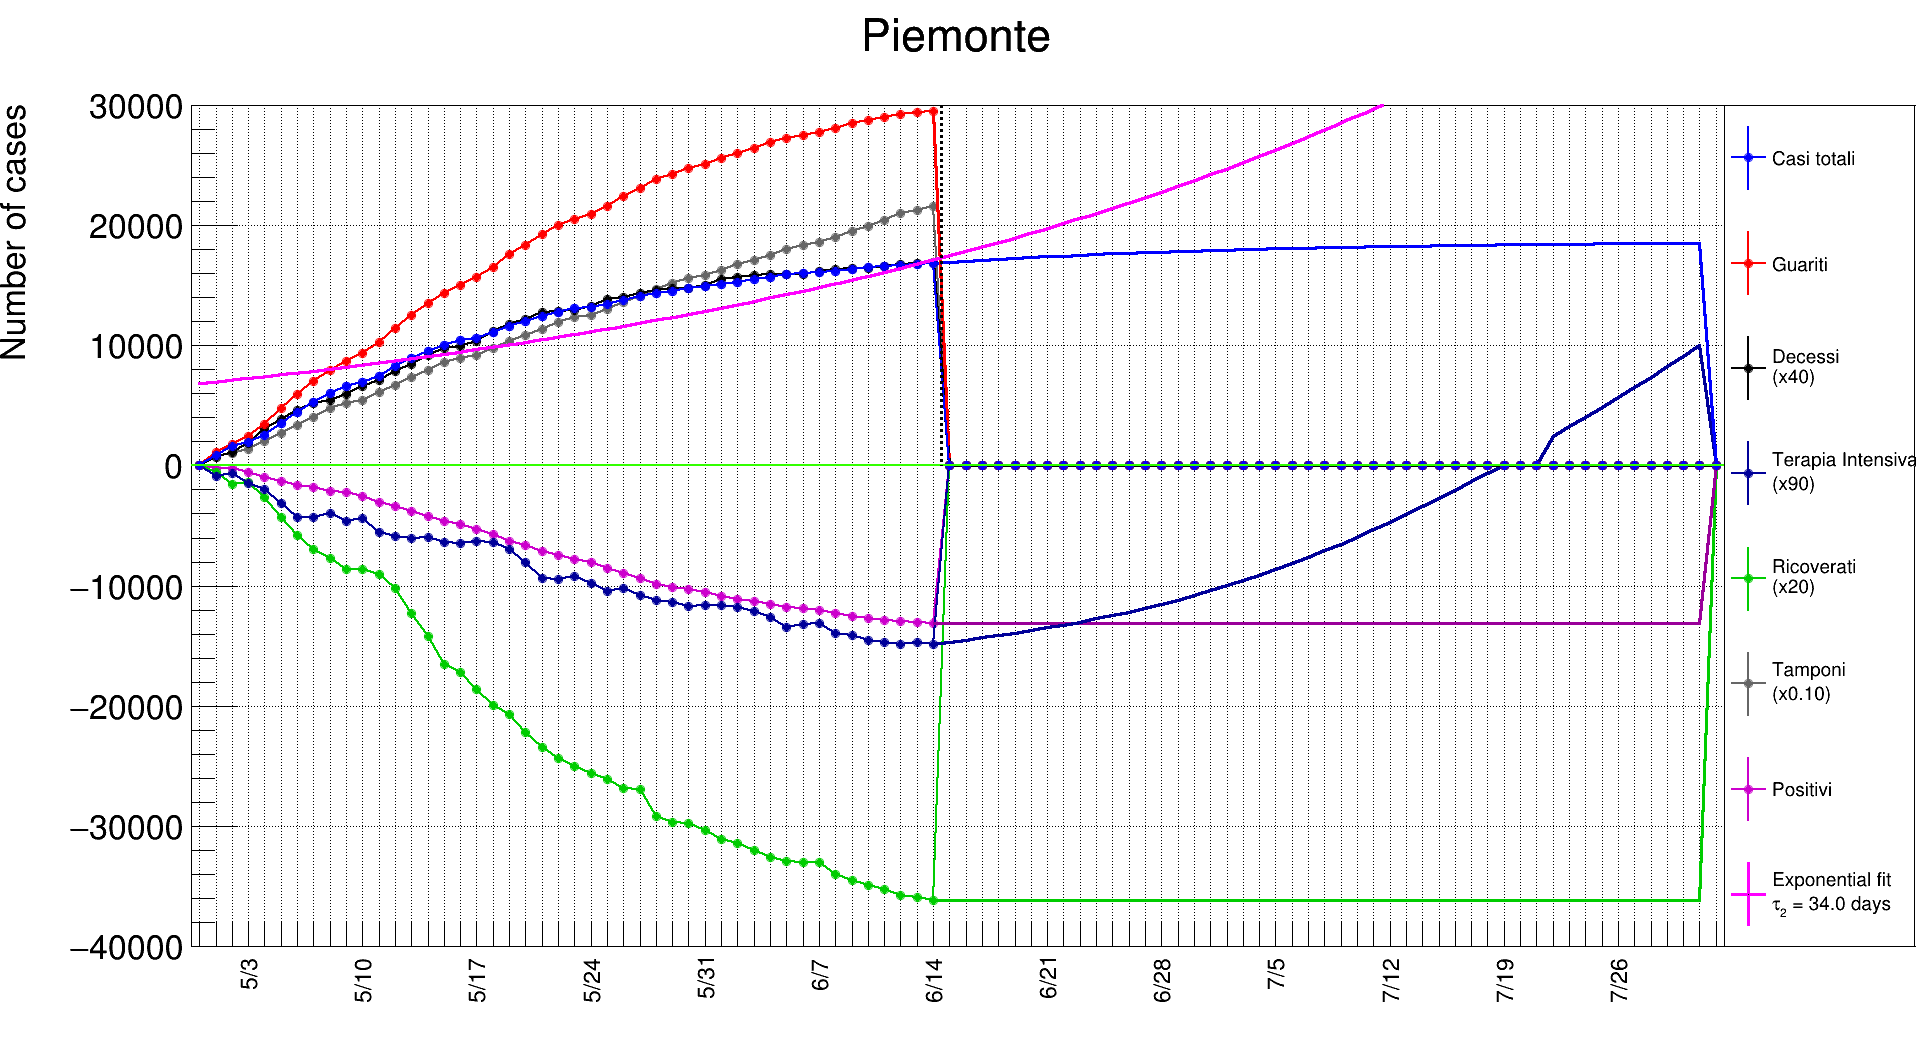 Piemonte
Number of cases
30000
20000
10000
0
−10000
−20000
−30000
−40000
5/3
5/10
5/17
5/24
5/31
6/7
6/14
6/21
6/28
7/5
7/12
7/19
7/26
Casi totali
Guariti
Decessi
(x40)
Terapia Intensiva
(x90)
Ricoverati
(x20)
Tamponi
(x0.10)
Positivi
Exponential fit
τ2 = 34.0 days